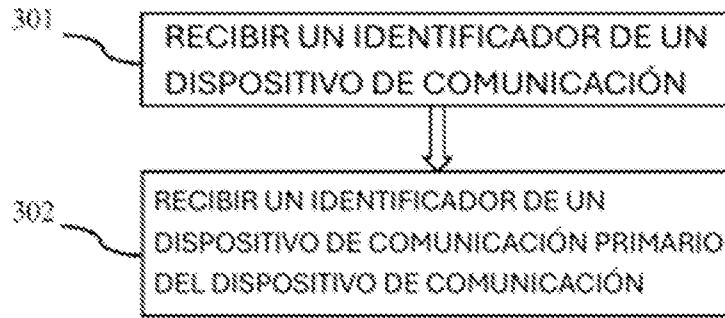 301
RECIBIR UN IDENTIFICADOR DE UN
DISPOSITIVO DE COMUNICACIÓN
302
RECIBIR UN IDENTIFICADOR DE UN
DISPOSITIVO DE COMUNICACIÓN PRIMARIO
DEL DISPOSITIVO DE COMUNICACIÓN